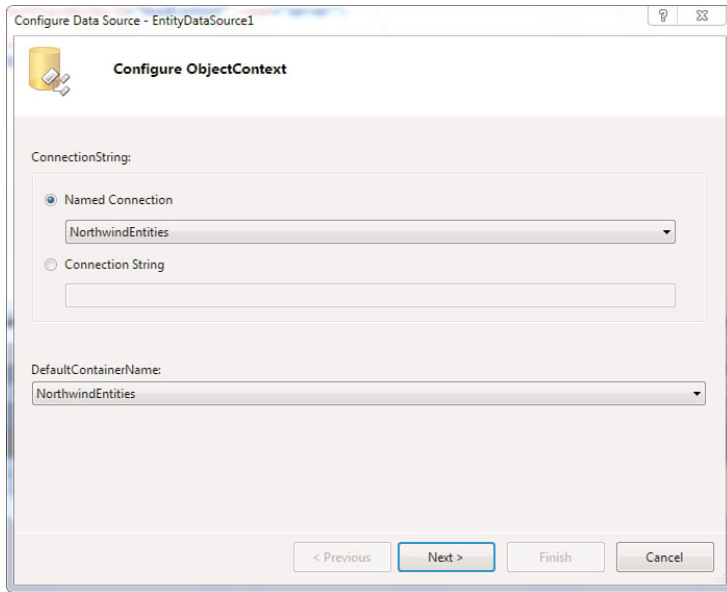 Configure Data Source - EntityDataSource1
Configure ObjectContext
ConnectionString:
Named Connection
NorthwindEntities
Connection String
DefaultContainerName:
NorthwindEntities
< Previous
Next >
Finish
Cancel